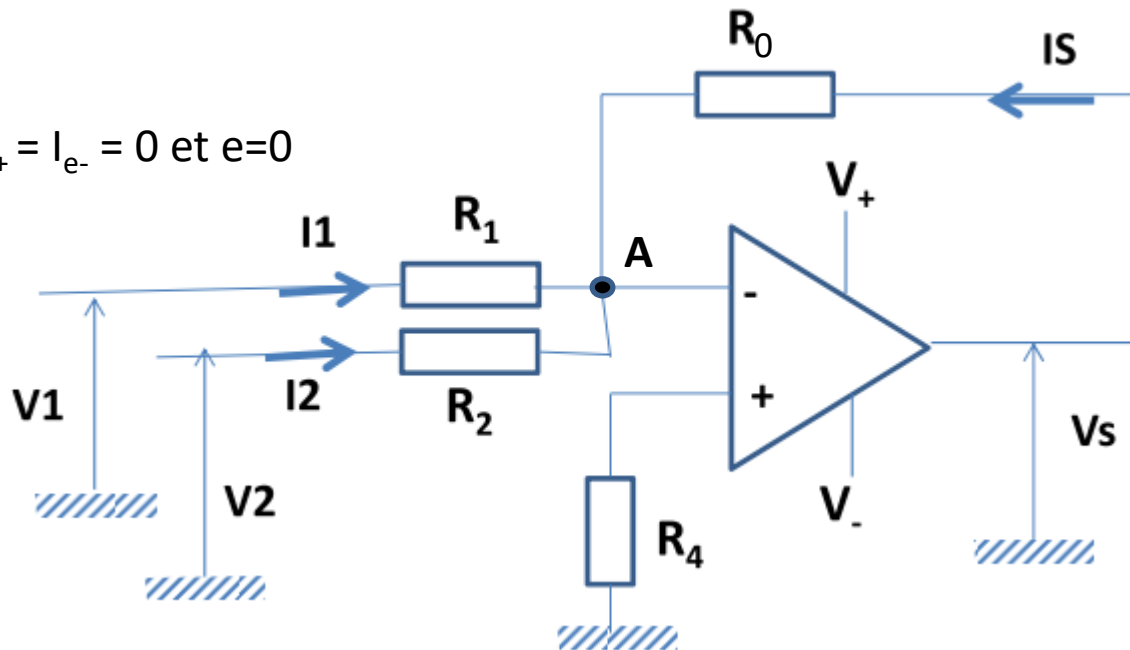 R₀
IS
₊ = Iₑ₋ = 0 et e=0
V₊
R₁
I1
A
-
V1
I2
R₂
+
Vs
V2
V₋
R₄